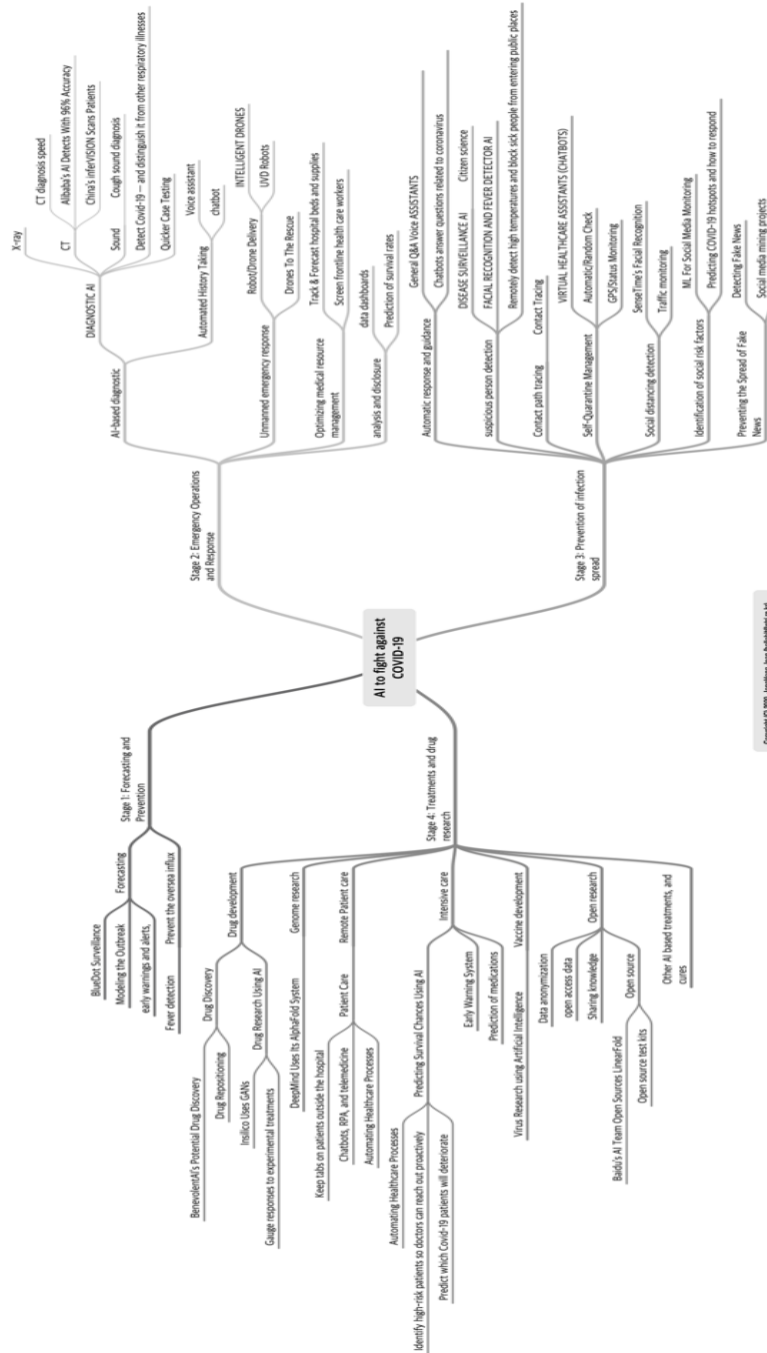 AI to fight against
COVID-19
Stage 1: Forecasting and
Prevention
Forecasting
BlueDot Surveillance
Modeling the Outbreak
early warnings and alerts,
Prevent the oversea influx
Fever detection
Stage 2: Emergency Operations
and Response
AI-based diagnostic
DIAGNOSTIC AI
X-ray
CT
CT diagnosis speed
Alibaba's AI Detects With 96% Accuracy
China's inferVISION Scans Patients
Sound
Cough sound diagnosis
Detect Covid-19 — and distinguish it from other respiratory illnesses
Quicker Case Testing
Automated History Taking
Voice assistant
chatbot
Unmanned emergency response
Robot/Drone Delivery
INTELLIGENT DRONES
UVD Robots
Drones To The Rescue
Optimizing medical resource
management
Track & Forecast hospital beds and supplies
Screen frontline health care workers
analysis and disclosure
data dashboards
Prediction of survival rates
Stage 3: Prevention of infection
spread
Automatic response and guidance
General Q&A Voice ASSISTANTS
Chatbots answer questions related to coronavirus
suspicious person detection
DISEASE SURVEILLANCE AI
Citizen science
FACIAL RECOGNITION AND FEVER DETECTOR AI
Remotely detect high temperatures and block sick people from entering public places
Contact path tracing
Contact Tracing
Self-Quarantine Management
VIRTUAL HEALTHCARE ASSISTANTS (CHATBOTS)
Automatic/Random Check
GPS/Status Monitoring
Social distancing detection
SenseTime's Facial Recognition
Traffic monitoring
Identification of social risk factors
ML For Social Media Monitoring
Predicting COVID-19 hotspots and how to respond
Preventing the Spread of Fake
News
Detecting Fake News
Social media mining projects
Stage 4: Treatments and drug
research
Drug development
Drug Discovery
BenevolentAI's Potential Drug Discovery
Drug Repositioning
Drug Research Using AI
Insilico Uses GANs
Gauge responses to experimental treatments
Genome research
DeepMind Uses Its AlphaFold System
Remote Patient care
Patient Care
Keep tabs on patients outside the hospital
Chatbots, RPA, and telemedicine
Automating Healthcare Processes
Intensive care
Predicting Survival Chances Using AI
Automating Healthcare Processes
Identify high-risk patients so doctors can reach out proactively
Predict which Covid-19 patients will deteriorate
Early Warning System
Prediction of medications
Vaccine development
Virus Research using Artificial Intelligence
Open research
Data anonymization
open access data
Sharing knowledge
Open source
Baidu's AI Team Open Sources LinearFold
Open source test kits
Other AI based treatments, and
cures